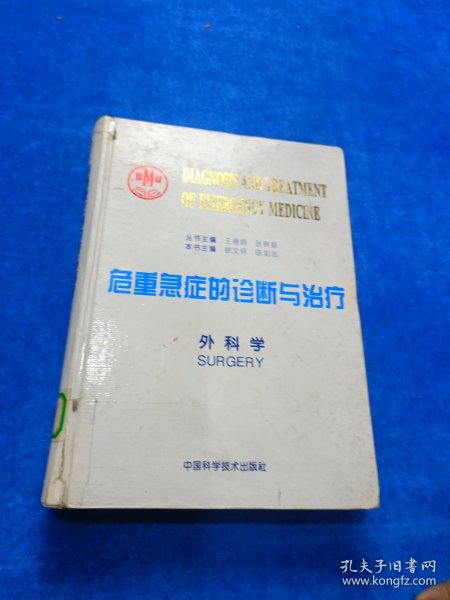 UMU
DIAGNOSIS AND TREATMENT
OF EMERGENCY MEDICINE
丛书主编
本书主编
危重急症的诊断与治疗
外科学
SURGERY
中国科学技术出版社
孔夫子旧书网
www.kongfz.com